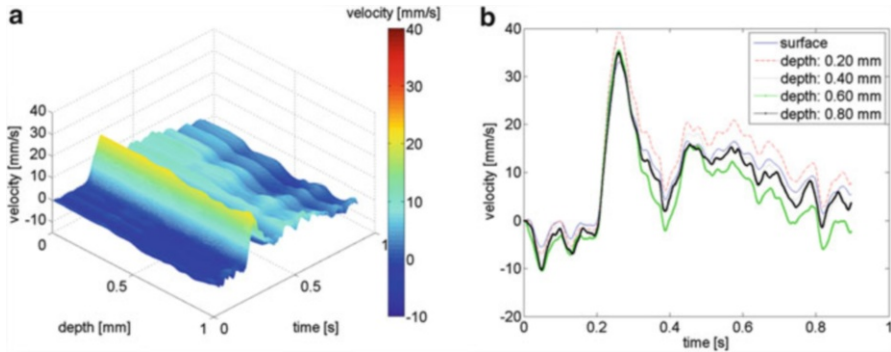 a
velocity [mm/s]
40
30
20
10
0
-10
velocity [mm/s]
40
30
20
10
0
-10
0
0.5
1
depth [mm]
0
0.5
1
time [s]
b
velocity [mm/s]
40
30
20
10
0
-10
-20
0
0.2
0.4
0.6
0.8
1
time [s]
surface
depth: 0.20 mm
depth: 0.40 mm
depth: 0.60 mm
depth: 0.80 mm